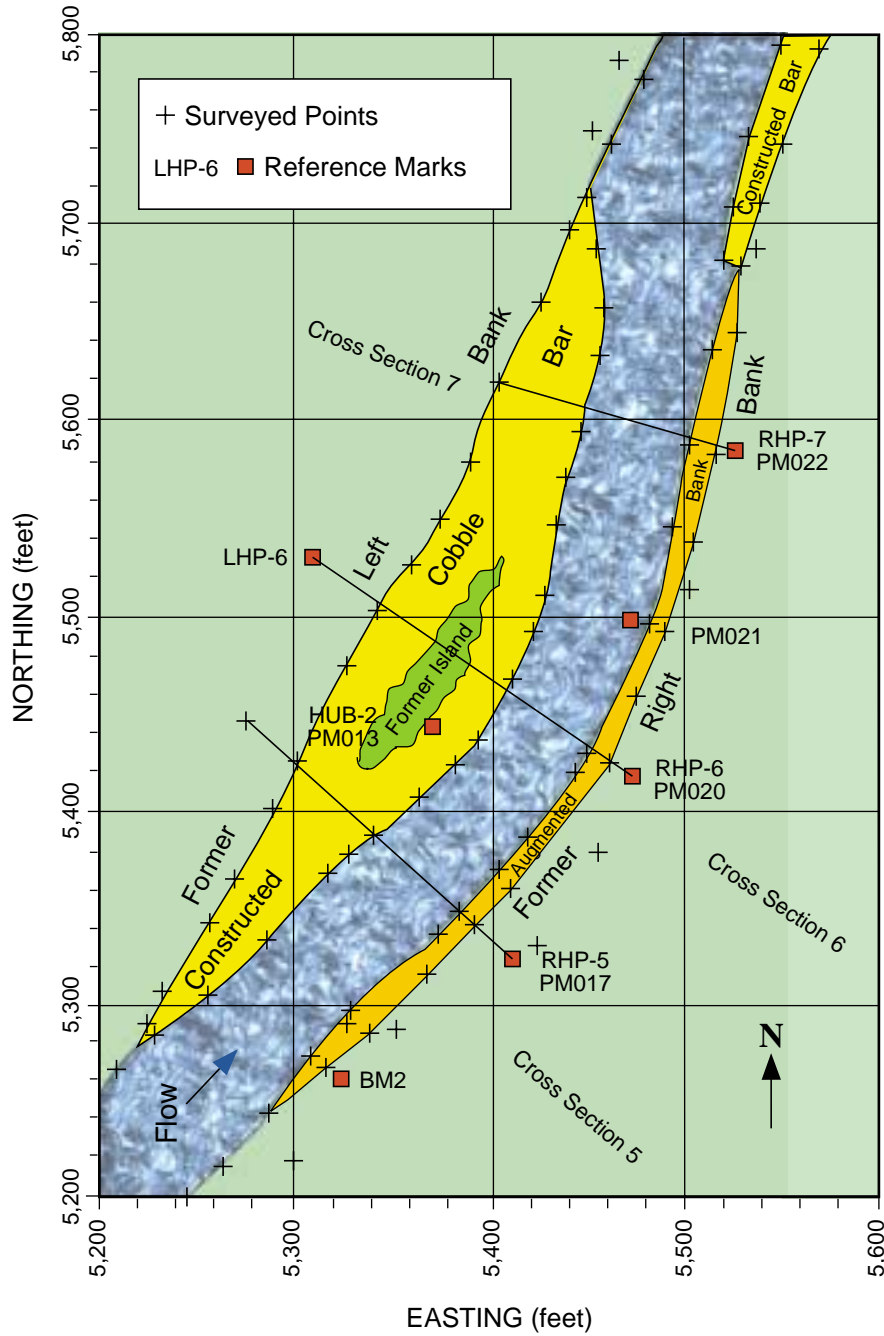 5,800
5,700
5,600
5,500
5,400
5,300
5,200
NORTHING (feet)
Surveyed Points
LHP-6 Reference Marks
Constructed Bar
Cross Section 7
Bank
Bar
Bank
RHP-7
PM022
Bank
LHP-6
Left
Cobble
PM021
Former Island
HUB-2
PM013
Right
RHP-6
PM020
Former
Constructed
Augmented
Former
Cross Section 6
RHP-5
PM017
N
BM2
Flow
Cross Section 5
5,200
5,300
5,400
5,500
5,600
EASTING (feet)